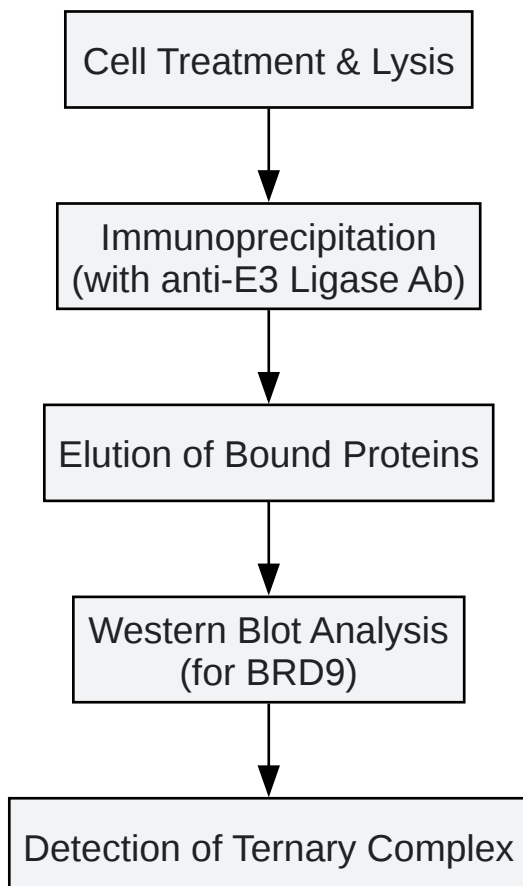 Cell Treatment & Lysis
Immunoprecipitation
(with anti-E3 Ligase Ab)
Elution of Bound Proteins
Western Blot Analysis
(for BRD9)
Detection of Ternary Complex